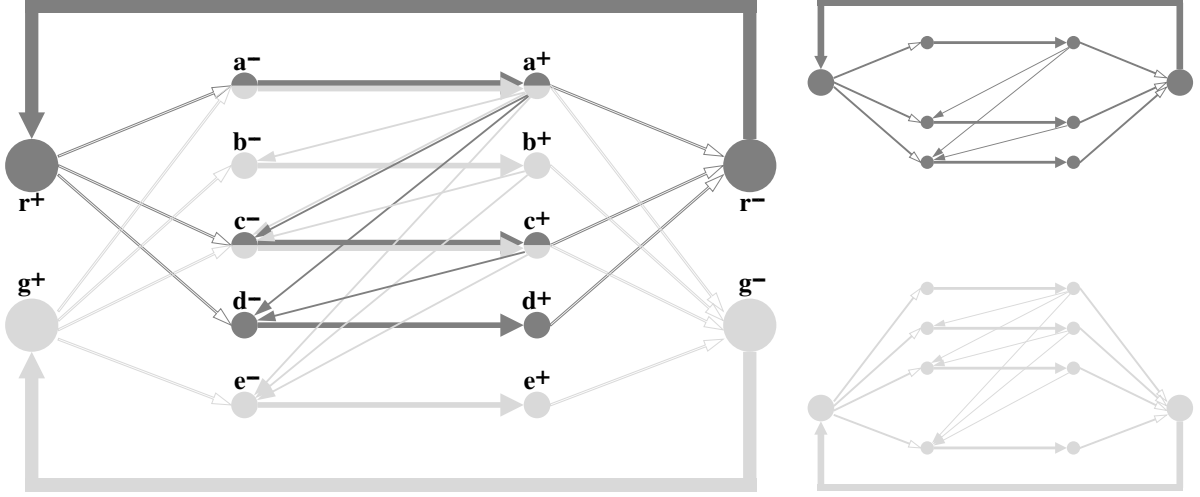 a− a+
b− b+
r+ r−
c− c+
g+ g−
d− d+
e− e+